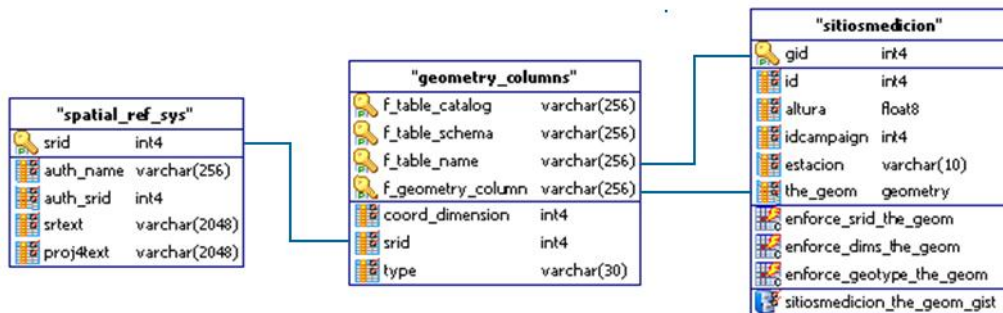 "spatial_ref_sys"
srid int4
auth_name varchar(256)
auth_srid int4
srtext varchar(2048)
proj4text varchar(2048)
"geometry_columns"
f_table_catalog varchar(256)
f_table_schema varchar(256)
f_table_name varchar(256)
f_geometry_column varchar(256)
coord_dimension int4
srid int4
type varchar(30)
"sitiosmedicion"
gid int4
id int4
altura float8
idcampaign int4
estacion varchar(10)
the_geom geometry
enforce_srid_the_geom
enforce_dims_the_geom
enforce_geotype_the_geom
sitiosmedicion_the_geom_gist